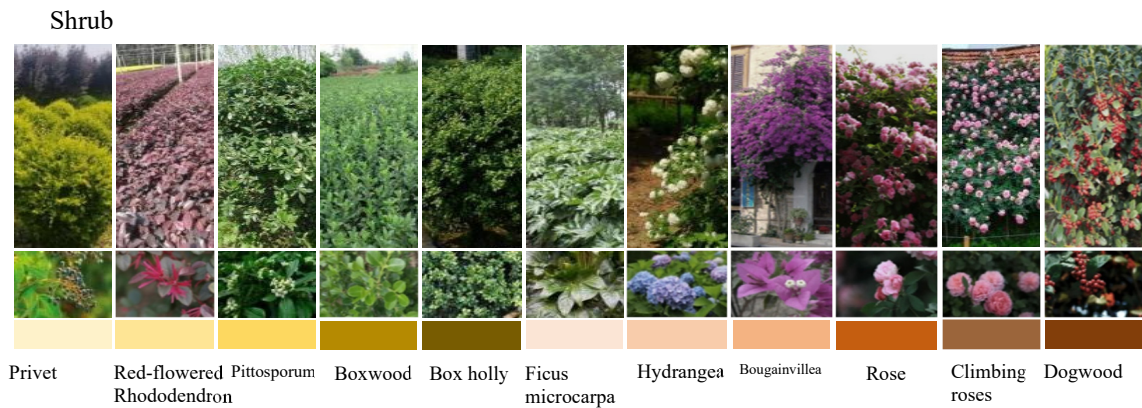 Shrub
Privet
Red-flowered
Rhododendron
Pittosporum
Boxwood
Box holly
Ficus
microcarpa
Hydrangea
Bougainvillea
Rose
Climbing
roses
Dogwood